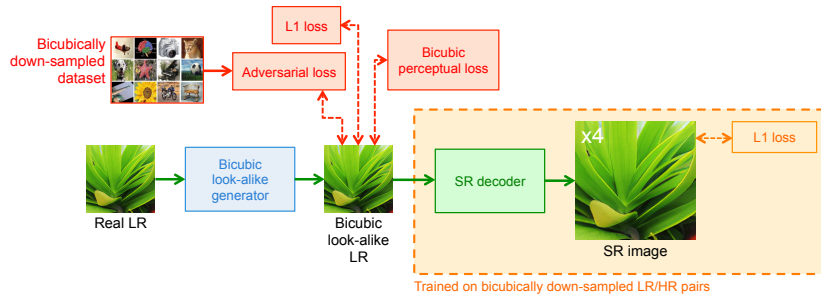 Bicubically
down-sampled
dataset
L1 loss
Adversarial loss
Bicubic
perceptual loss
x4
L1 loss
Bicubic
look-alike
generator
SR decoder
Real LR
Bicubic
look-alike
LR
SR image
Trained on bicubically down-sampled LR/HR pairs